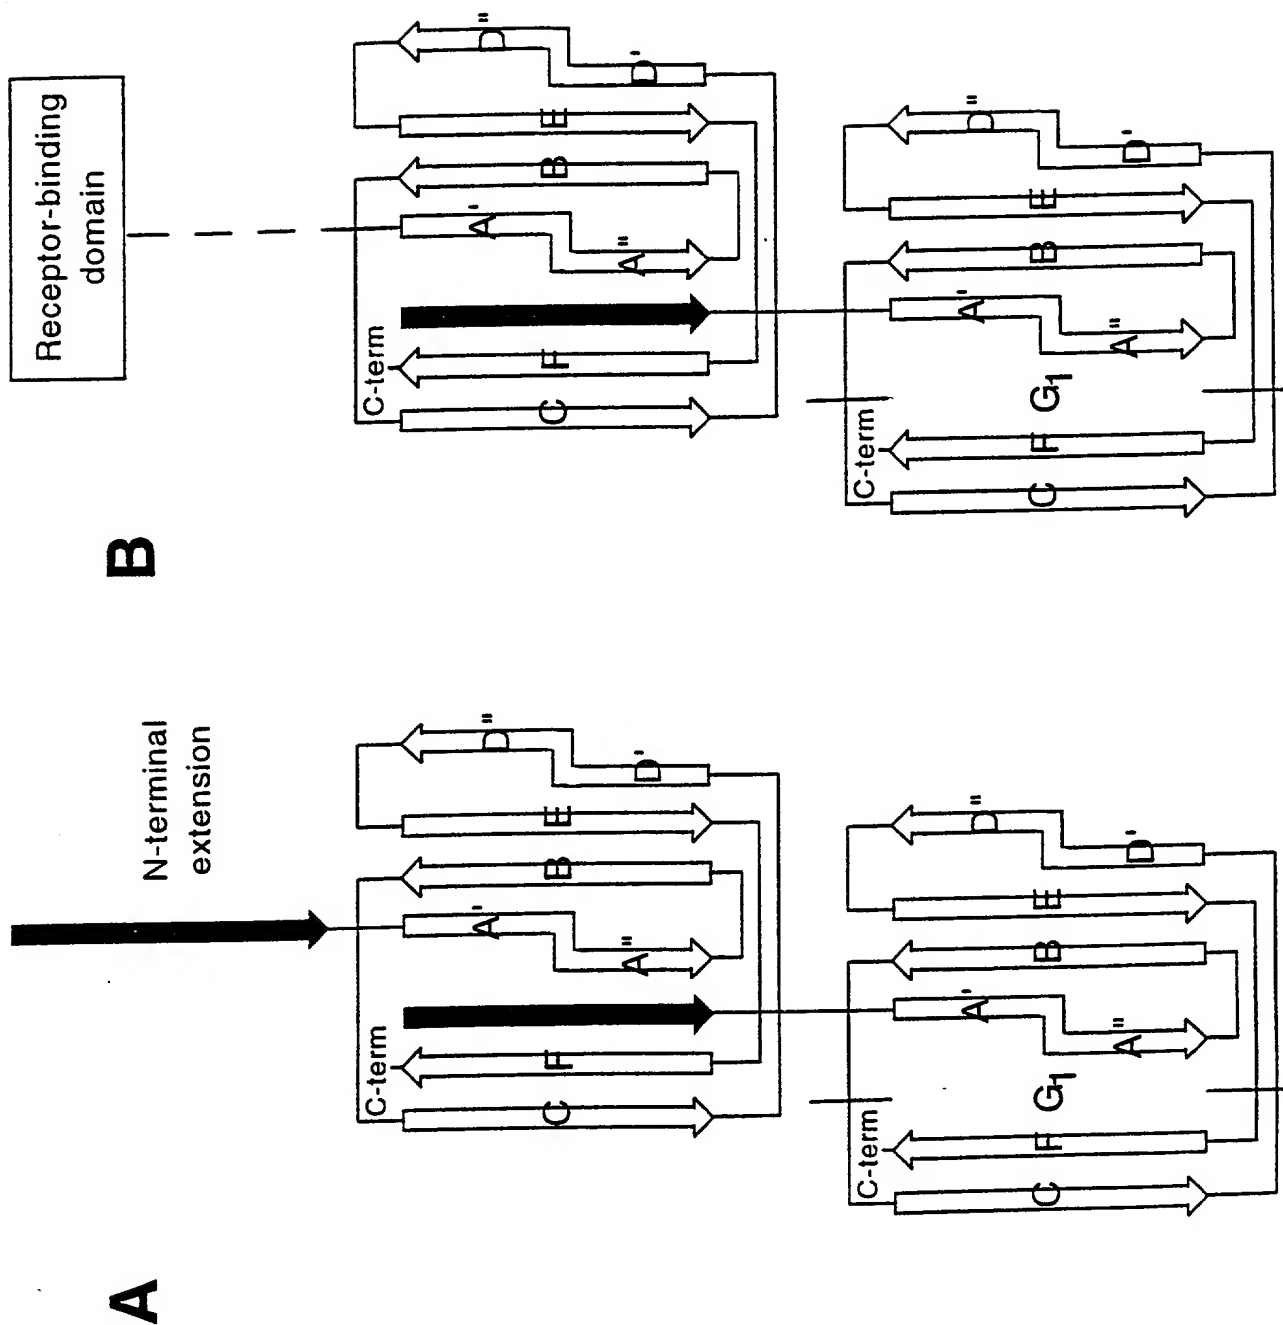 A
N-terminal
extension
D"
D'
E
B
A'
A"
C-term
F
C
D"
D'
E
B
A'
A"
G1
C-term
F
C
B
Receptor-binding
domain
D"
D'
E
B
A'
A"
C-term
F
C
D"
D'
E
B
A'
A"
G1
C-term
F
C